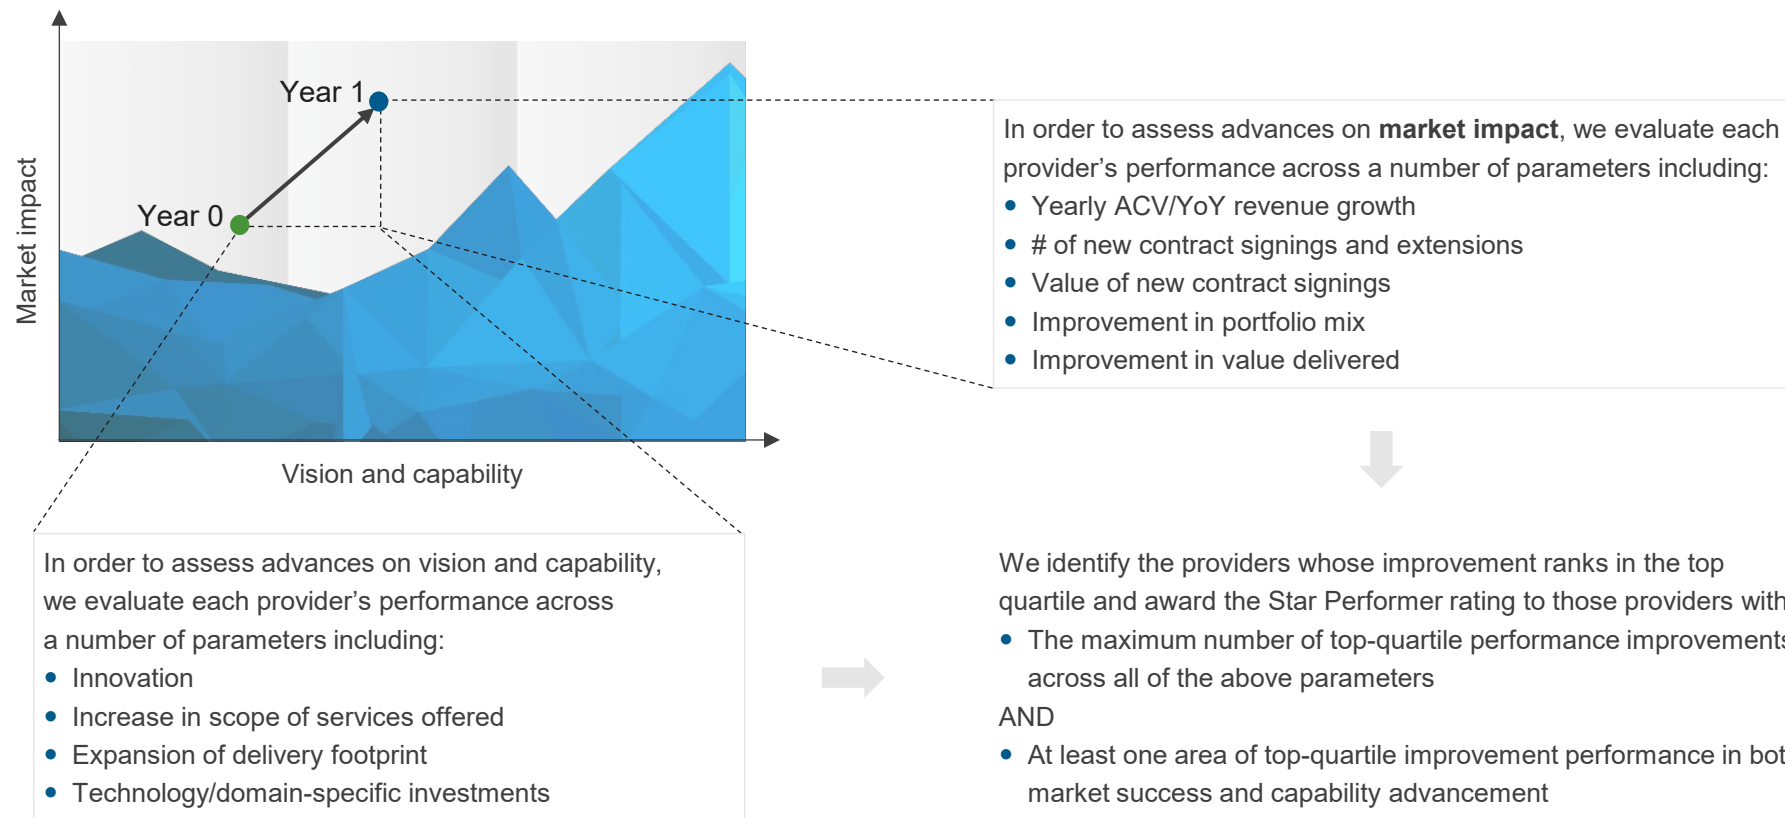 Year 1
Year 0
Market impact
Vision and capability
In order to assess advances on market impact, we evaluate each
provider's performance across a number of parameters including:
• Yearly ACV/YoY revenue growth
• # of new contract signings and extensions
• Value of new contract signings
• Improvement in portfolio mix
• Improvement in value delivered
In order to assess advances on vision and capability,
we evaluate each provider's performance across
a number of parameters including:
• Innovation
• Increase in scope of services offered
• Expansion of delivery footprint
• Technology/domain-specific investments
We identify the providers whose improvement ranks in the top
quartile and award the Star Performer rating to those providers with
• The maximum number of top-quartile performance improvements
across all of the above parameters
AND
• At least one area of top-quartile improvement performance in bot
market success and capability advancement